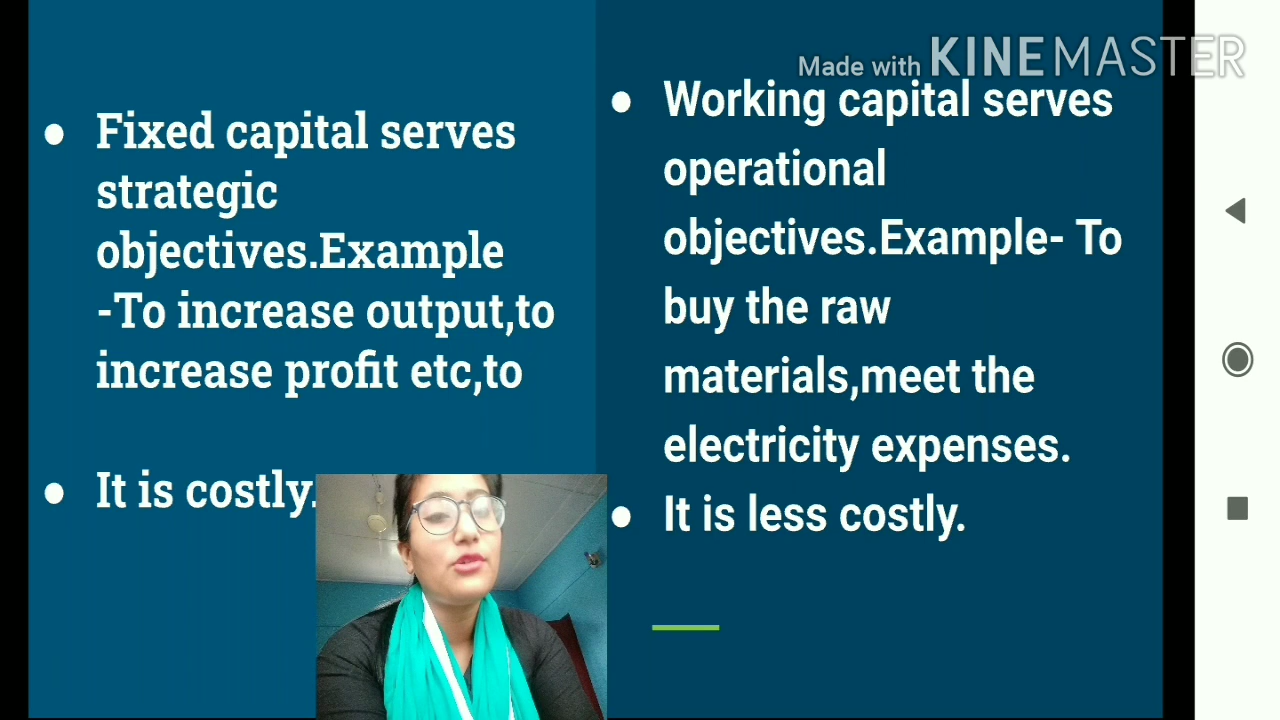 Made with KINEMASTER
● Fixed capital serves
strategic
objectives.Example
-To increase output,to
increase profit etc,to
● It is costly.
● Working capital serves
operational
objectives.Example- To
buy the raw
materials,meet the
electricity expenses.
● It is less costly.